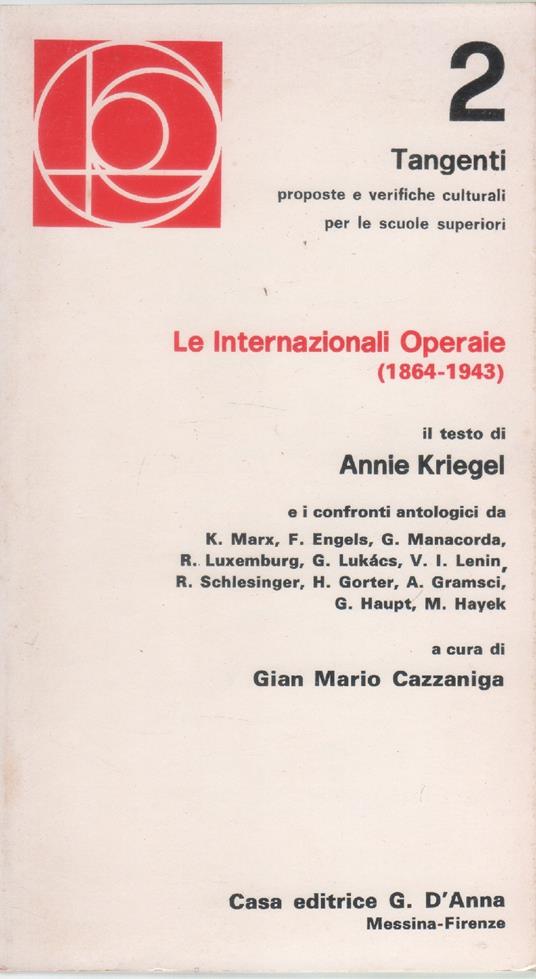 2
Tangenti
proposte e verifiche culturali
per le scuole superiori
Le Internazionali Operaie
(1864-1943)
il testo di
Annie Kriegel
e i confronti antologici da
K. Marx, F. Engels, G. Manacorda,
R. Luxemburg, G. Lukács, V. I. Lenin,
R. Schlesinger, H. Gorter, A. Gramsci,
G. Haupt, M. Hayek
a cura di
Gian Mario Cazzaniga
Casa editrice G. D'Anna
Messina-Firenze